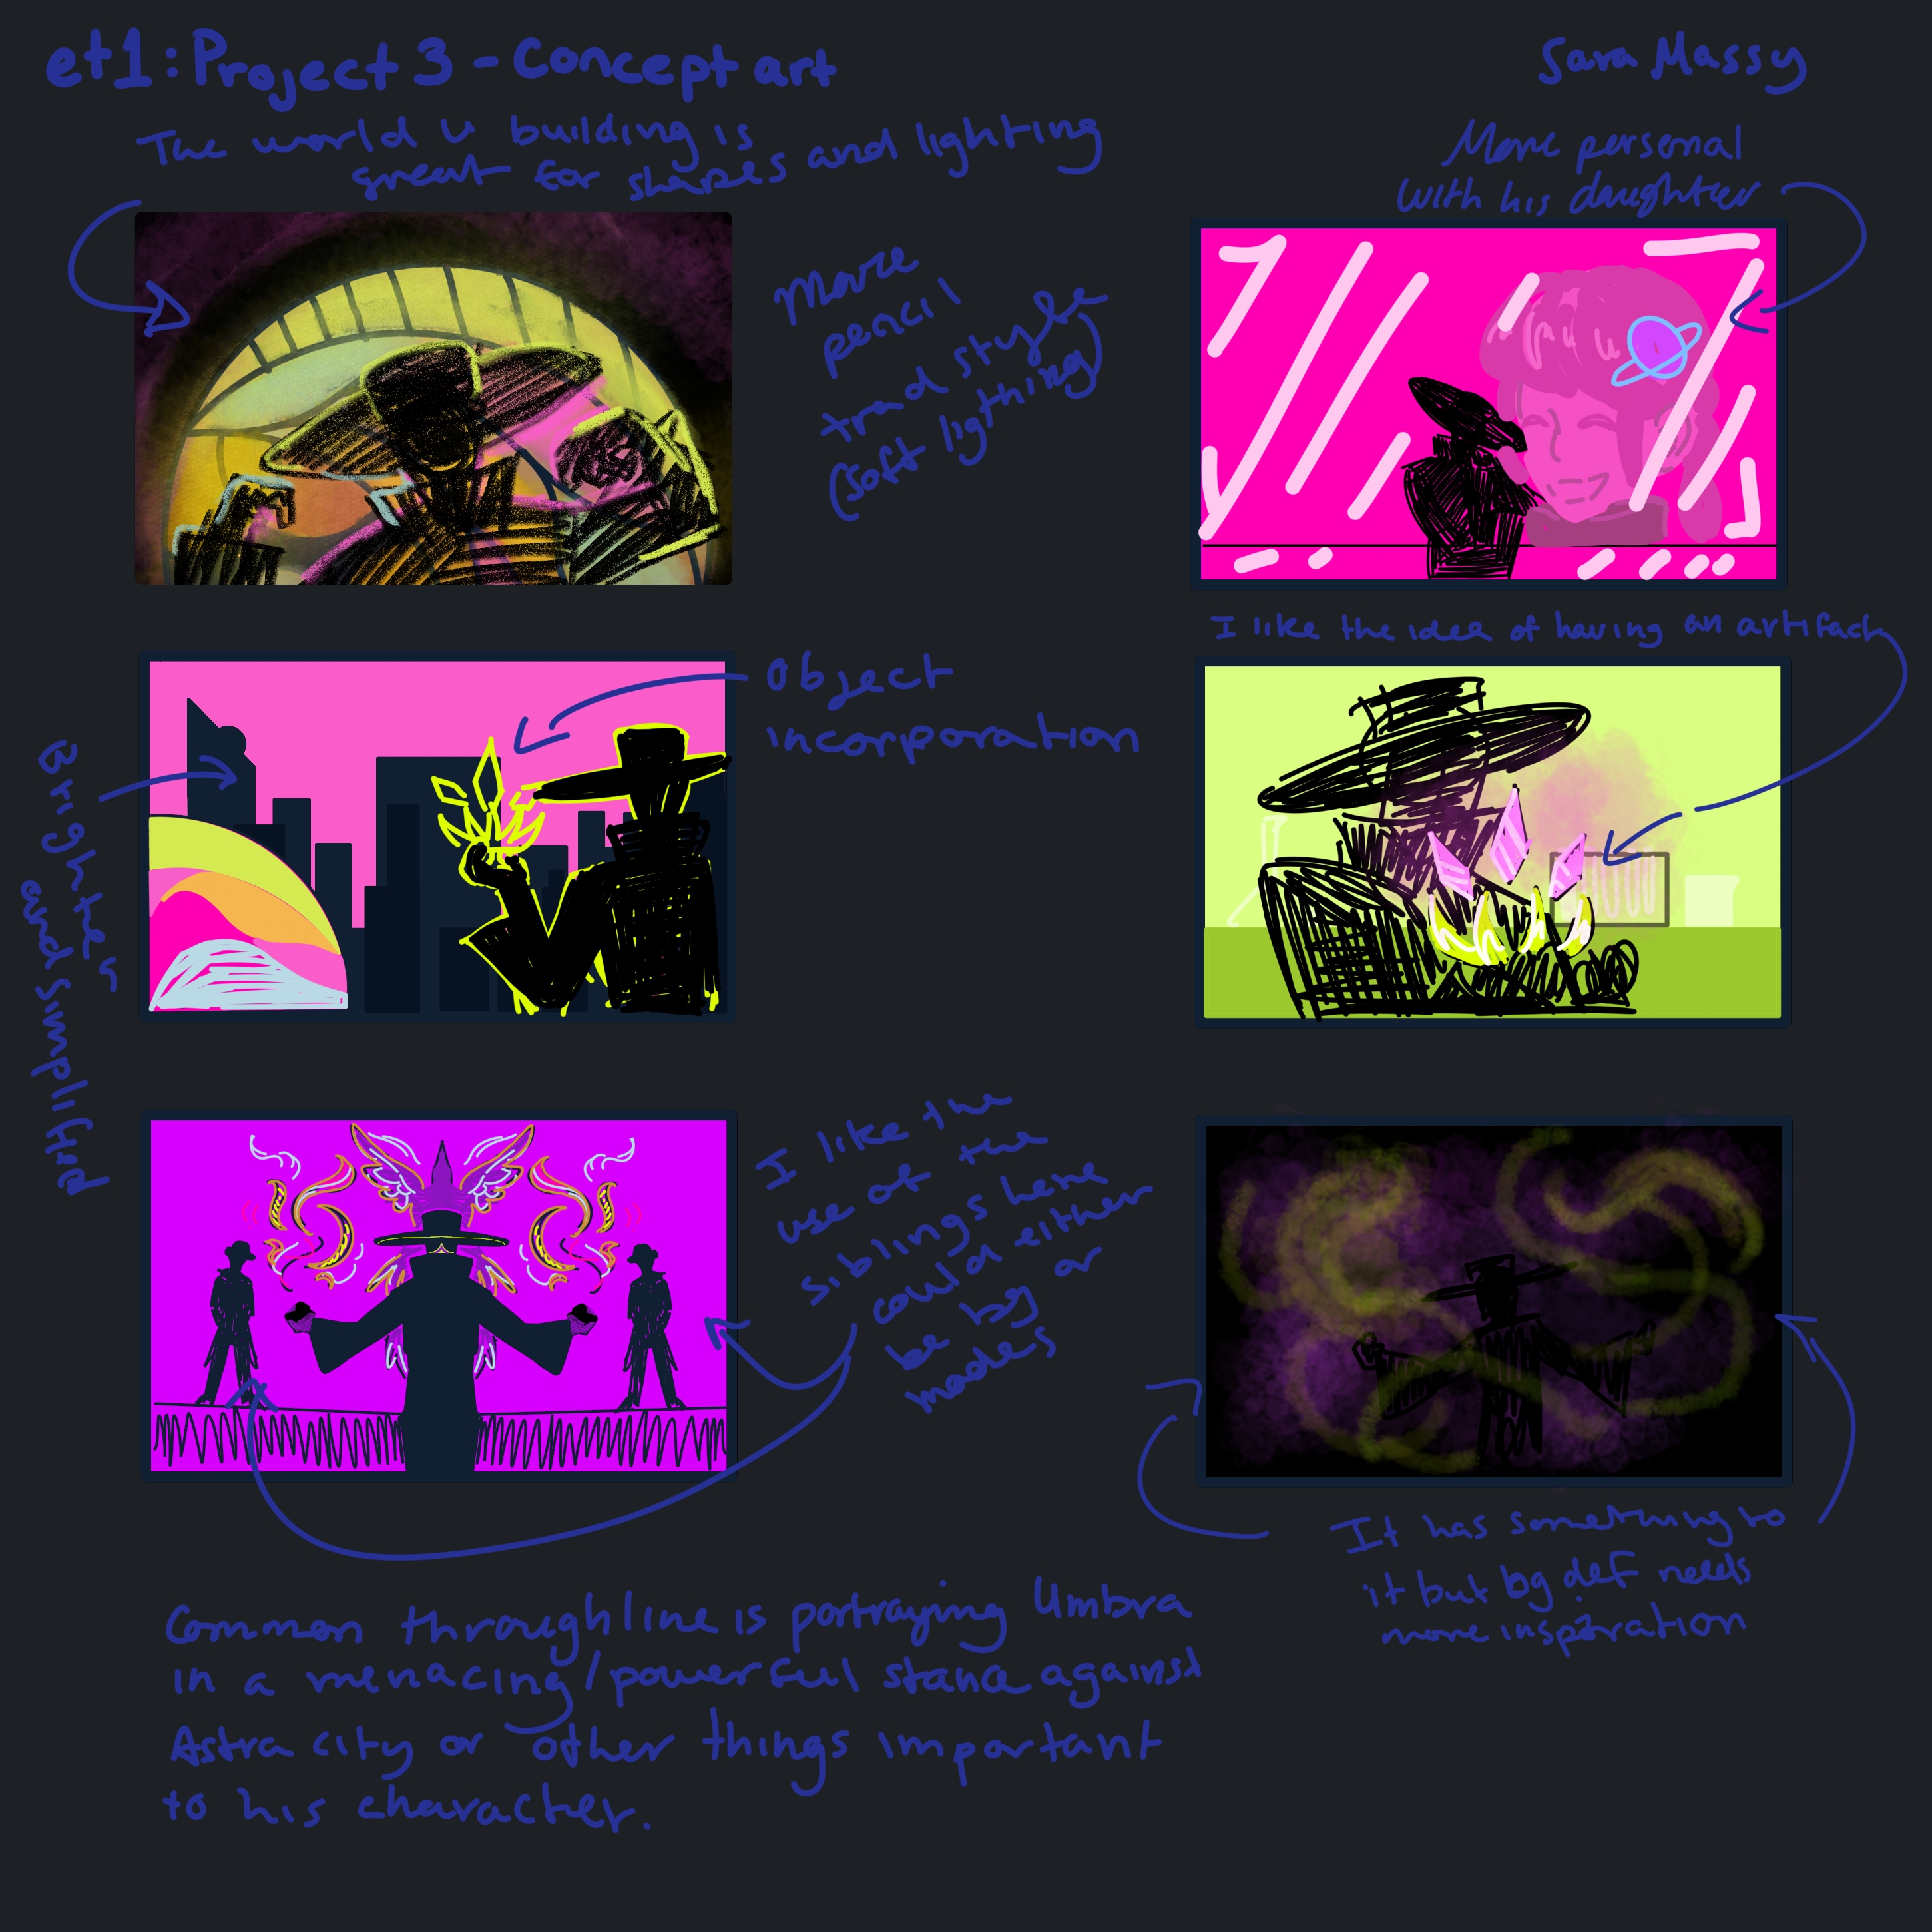 et1: Project 3 - Concept art
Sara Massy
The world u building is
great for shapes and lighting
More personal
with his daughter
More
pencil
trad style
(soft ligthing)
I like the idea of having an artifact
Object
incorporation
Brighter
and simplified
I like the
use of the
siblings here
could either
be bg or
models
It has something to
it but bg def needs
more inspiration
Common throughline is portraying Umbra
in a menacing/powerful stance against
Astra city or other things important
to his character.